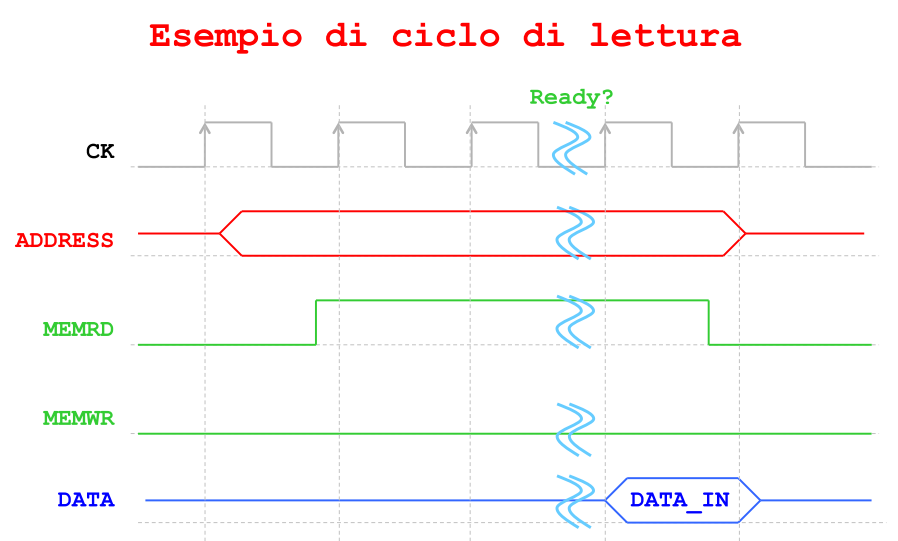 Esempio di ciclo di lettura
Ready?
CK
ADDRESS
MEMRD
MEMWR
DATA
DATA_IN